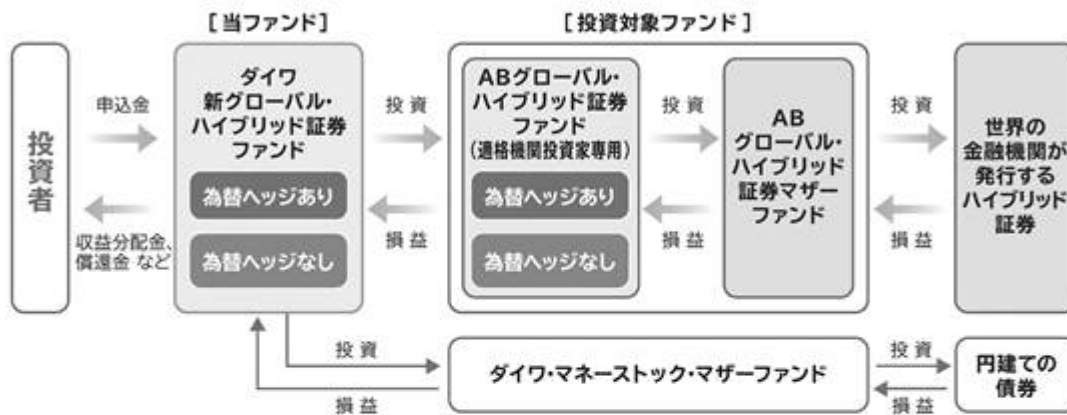 [当ファンド]
[投資対象ファンド]
投資者
申込金
収益分配金、
償還金 など
ダイワ
新グローバル・
ハイブリッド証券
ファンド
為替ヘッジあり
為替ヘッジなし
投資
損益
ABグローバル・
ハイブリッド証券
ファンド
(適格機関投資家専用)
為替ヘッジあり
為替ヘッジなし
投資
損益
AB
グローバル・
ハイブリッド
証券マザー
ファンド
投資
損益
世界の
金融機関が
発行する
ハイブリッド
証券
投資
損益
ダイワ・マネーストック・マザーファンド
投資
損益
円建ての
債券